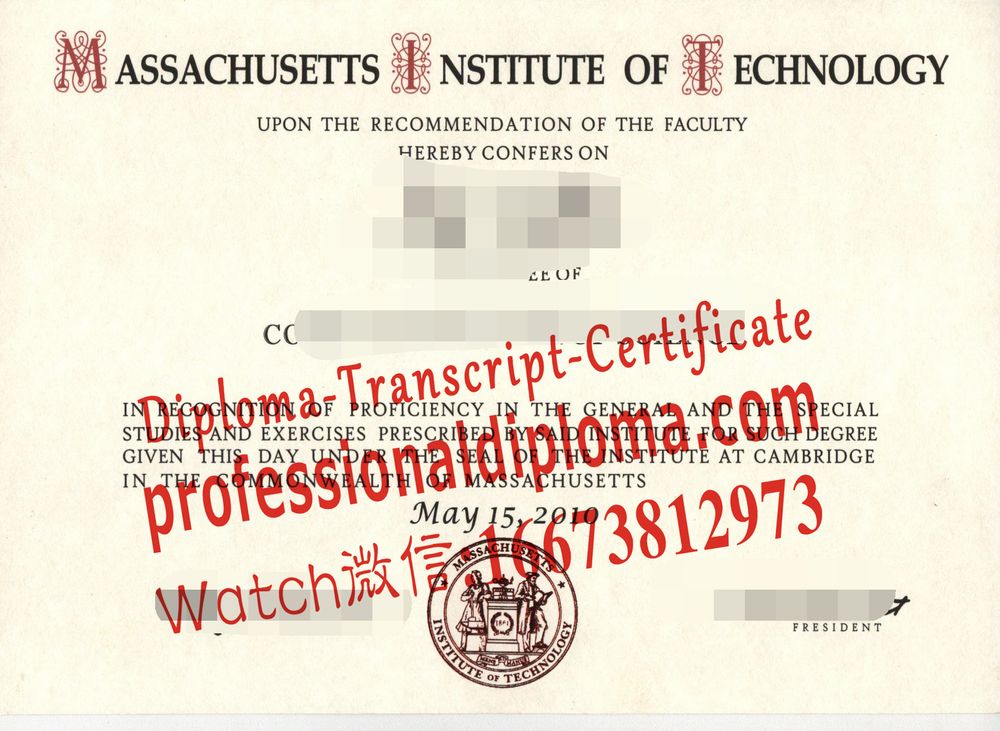 MASSACHUSETTS INSTITUTE OF TECHNOLOGY
UPON THE RECOMMENDATION OF THE FACULTY
HEREBY CONFERS ON
OF
Diploma-Transcript-Certificate
IN RECOGNITION OF PROFICIENCY IN THE GENERAL AND THE SPECIAL
STUDIES AND EXERCISES PRESCRIBED BY SAID INSTITUTE FOR SUCH DEGREE
GIVEN THIS DAY UNDER THE SEAL OF THE INSTITUTE AT CAMBRIDGE
IN THE COMMONWEALTH OF MASSACHUSETTS
professionaldiploma.com
May 15, 2010
Watch微信:16673812973
MASSACHUSETTS
INSTITUTE OF TECHNOLOGY
PRESIDENT